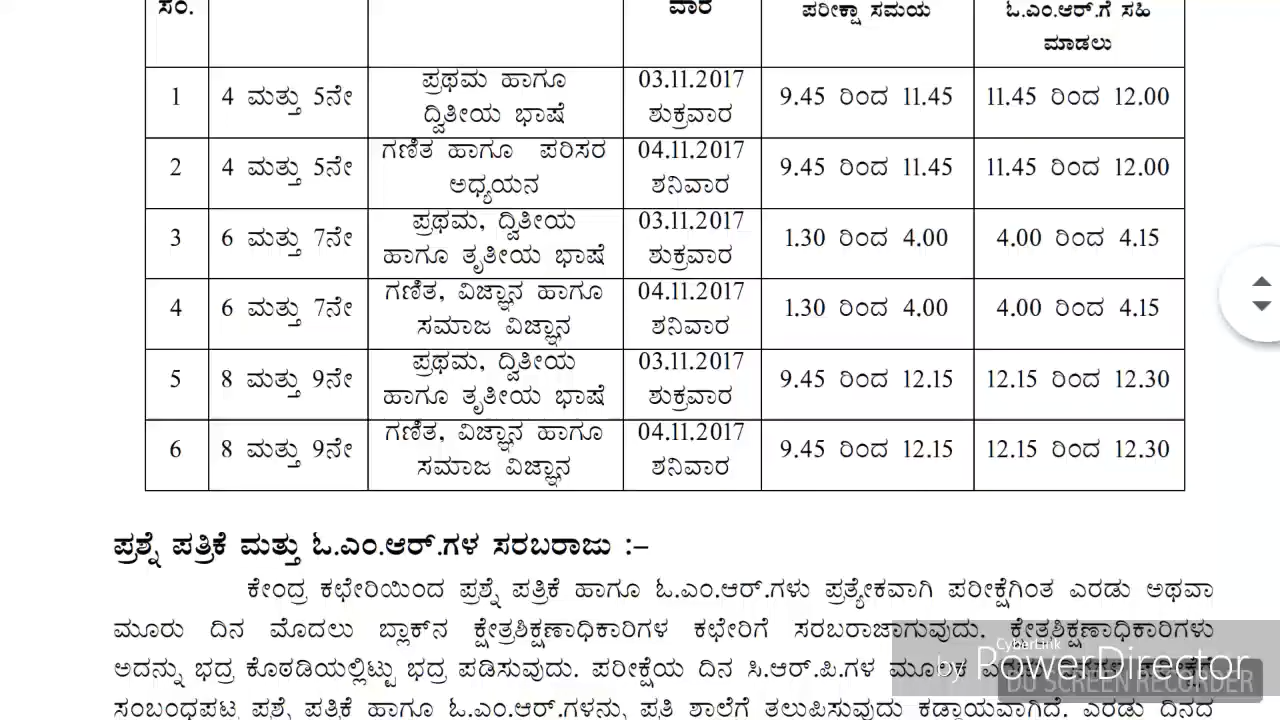 ಸಂ. ವಾರ ಪರೀಕ್ಷಾ ಸಮಯ ಓ.ಎಂ.ಆರ್.ಗೆ ಸಹಿ
ಮಾಡಲು
1 4 ಮತ್ತು 5ನೇ ಪ್ರಥಮ ಹಾಗೂ 03.11.2017 9.45 ರಿಂದ 11.45 11.45 ರಿಂದ 12.00
ದ್ವಿತೀಯ ಭಾಷೆ ಶುಕ್ರವಾರ
2 4 ಮತ್ತು 5ನೇ ಗಣಿತ ಹಾಗೂ ಪರಿಸರ 04.11.2017 9.45 ರಿಂದ 11.45 11.45 ರಿಂದ 12.00
ಅಧ್ಯಯನ ಶನಿವಾರ
3 6 ಮತ್ತು 7ನೇ ಪ್ರಥಮ, ದ್ವಿತೀಯ 03.11.2017 1.30 ರಿಂದ 4.00 4.00 ರಿಂದ 4.15
ಹಾಗೂ ತೃತೀಯ ಭಾಷೆ ಶುಕ್ರವಾರ
4 6 ಮತ್ತು 7ನೇ ಗಣಿತ, ವಿಜ್ಞಾನ ಹಾಗೂ 04.11.2017 1.30 ರಿಂದ 4.00 4.00 ರಿಂದ 4.15
ಸಮಾಜ ವಿಜ್ಞಾನ ಶನಿವಾರ
5 8 ಮತ್ತು 9ನೇ ಪ್ರಥಮ, ದ್ವಿತೀಯ 03.11.2017 9.45 ರಿಂದ 12.15 12.15 ರಿಂದ 12.30
ಹಾಗೂ ತೃತೀಯ ಭಾಷೆ ಶುಕ್ರವಾರ
6 8 ಮತ್ತು 9ನೇ ಗಣಿತ, ವಿಜ್ಞಾನ ಹಾಗೂ 04.11.2017 9.45 ರಿಂದ 12.15 12.15 ರಿಂದ 12.30
ಸಮಾಜ ವಿಜ್ಞಾನ ಶನಿವಾರ
ಪ್ರಶ್ನೆ ಪತ್ರಿಕೆ ಮತ್ತು ಓ.ಎಂ.ಆರ್.ಗಳ ಸರಬರಾಜು :–
ಕೇಂದ್ರ ಕಛೇರಿಯಿಂದ ಪ್ರಶ್ನೆ ಪತ್ರಿಕೆ ಹಾಗೂ ಓ.ಎಂ.ಆರ್.ಗಳು ಪ್ರತ್ಯೇಕವಾಗಿ ಪರೀಕ್ಷೆಗಿಂತ ಎರಡು ಅಥವಾ
ಮೂರು ದಿನ ಮೊದಲು ಬ್ಲಾಕ್‌ನ ಕ್ಷೇತ್ರಶಿಕ್ಷಣಾಧಿಕಾರಿಗಳ ಕಛೇರಿಗೆ ಸರಬರಾಜಾಗುವುದು. ಕ್ಷೇತ್ರಶಿಕ್ಷಣಾಧಿಕಾರಿಗಳು
ಅದನ್ನು ಭದ್ರ ಕೊಠಡಿಯಲ್ಲಿಟ್ಟು ಭದ್ರ ಪಡಿಸುವುದು. ಪರೀಕ್ಷೆಯ ದಿನ ಸಿ.ಆರ್.ಪಿ.ಗಳ ಮೂಲಕ
ಸಂಬಂಧಪಟ್ಟ ಪ್ರಶ್ನೆ ಪತ್ರಿಕೆ ಹಾಗೂ ಓ.ಎಂ.ಆರ್.ಗಳನ್ನು ಪ್ರತಿ ಶಾಲೆಗೆ ತಲುಪಿಸುವುದು ಕಡ್ಡಾಯವಾಗಿದೆ. ಎರಡು ದಿನದ
CyberLink
by PowerDirector
DU SCREEN RECORDER